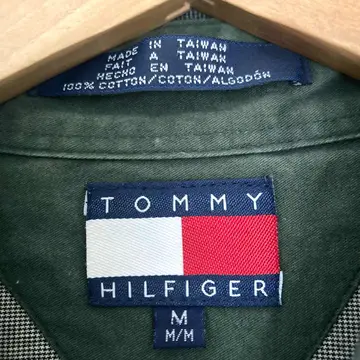 MADE IN TAIWAN
FAIT A TAIWAN
HECHO EN TAIWAN
100% COTTON/COTON/ALGODÓN
TOMMY
HILFIGER
M
M/M